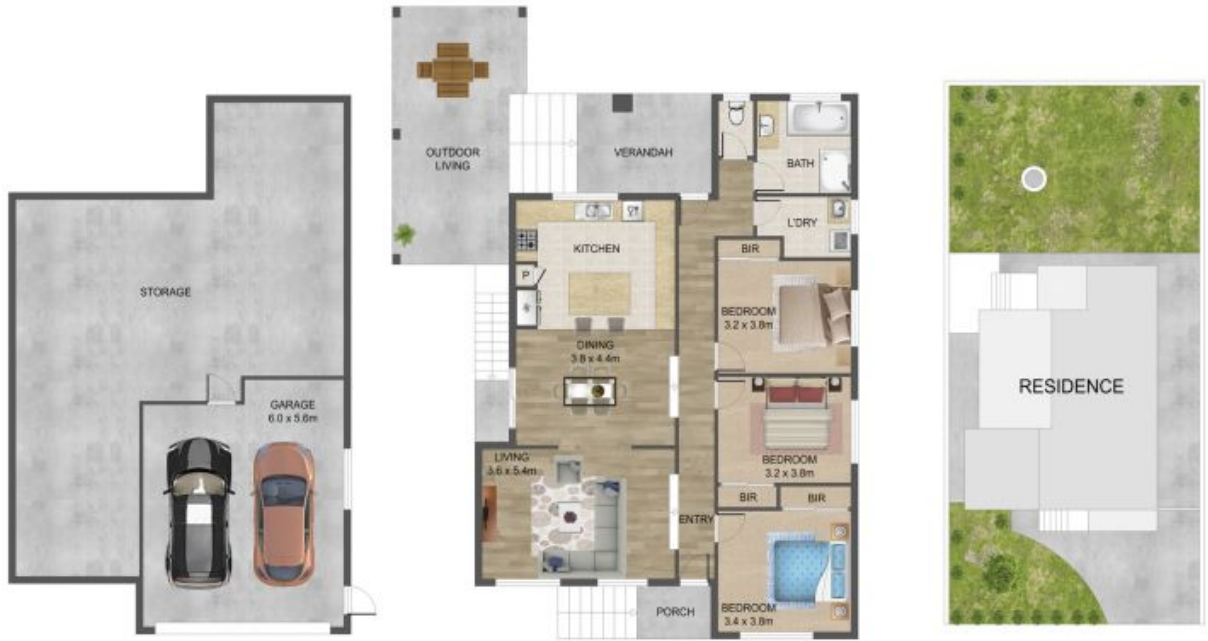 STORAGE
GARAGE
6.0 x 5.6m
OUTDOOR
LIVING
VERANDAH
BATH
L'DRY
KITCHEN
BIR
P
BEDROOM
3.2 x 3.8m
DINING
3.8 x 4.4m
BEDROOM
3.2 x 3.8m
LIVING
3.6 x 5.4m
BIR
BIR
ENTRY
PORCH
BEDROOM
3.4 x 3.8m
RESIDENCE